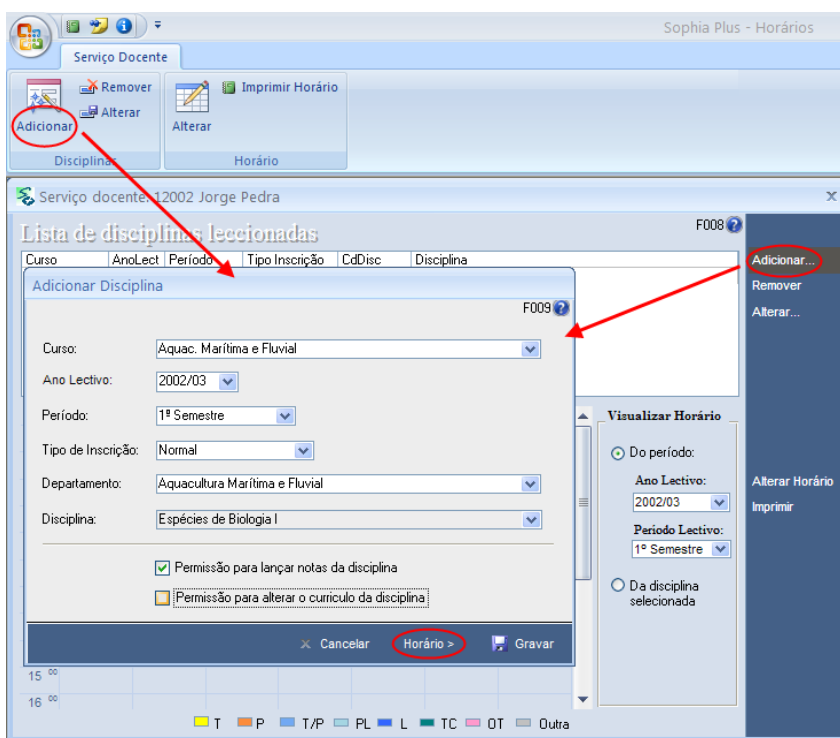 Sophia Plus - Horários
Serviço Docente
Adicionar
Remover
Alterar
Alterar
Imprimir Horário
Disciplinas
Horário
Serviço docente: 12002 Jorge Pedra
x
Lista de disciplinas leccionadas
F008
Curso AnoLect Período Tipo Inscrição CdDisc Disciplina
Adicionar...
Remover
Alterar...
Adicionar Disciplina
F009
Curso: Aquac. Marítima e Fluvial
Ano Lectivo: 2002/03
Período: 1º Semestre
Tipo de Inscrição: Normal
Departamento: Aquacultura Marítima e Fluvial
Disciplina: Espécies de Biologia I
Permissão para lançar notas da disciplina
Permissão para alterar o curriculo da disciplina
Cancelar Horário > Gravar
Visualizar Horário
Do período:
Ano Lectivo:
2002/03
Periodo Lectivo:
1º Semestre
Da disciplina
selecionada
Alterar Horário
Imprimir
15 00
16 00
T P T/P PL L TC OT Outra